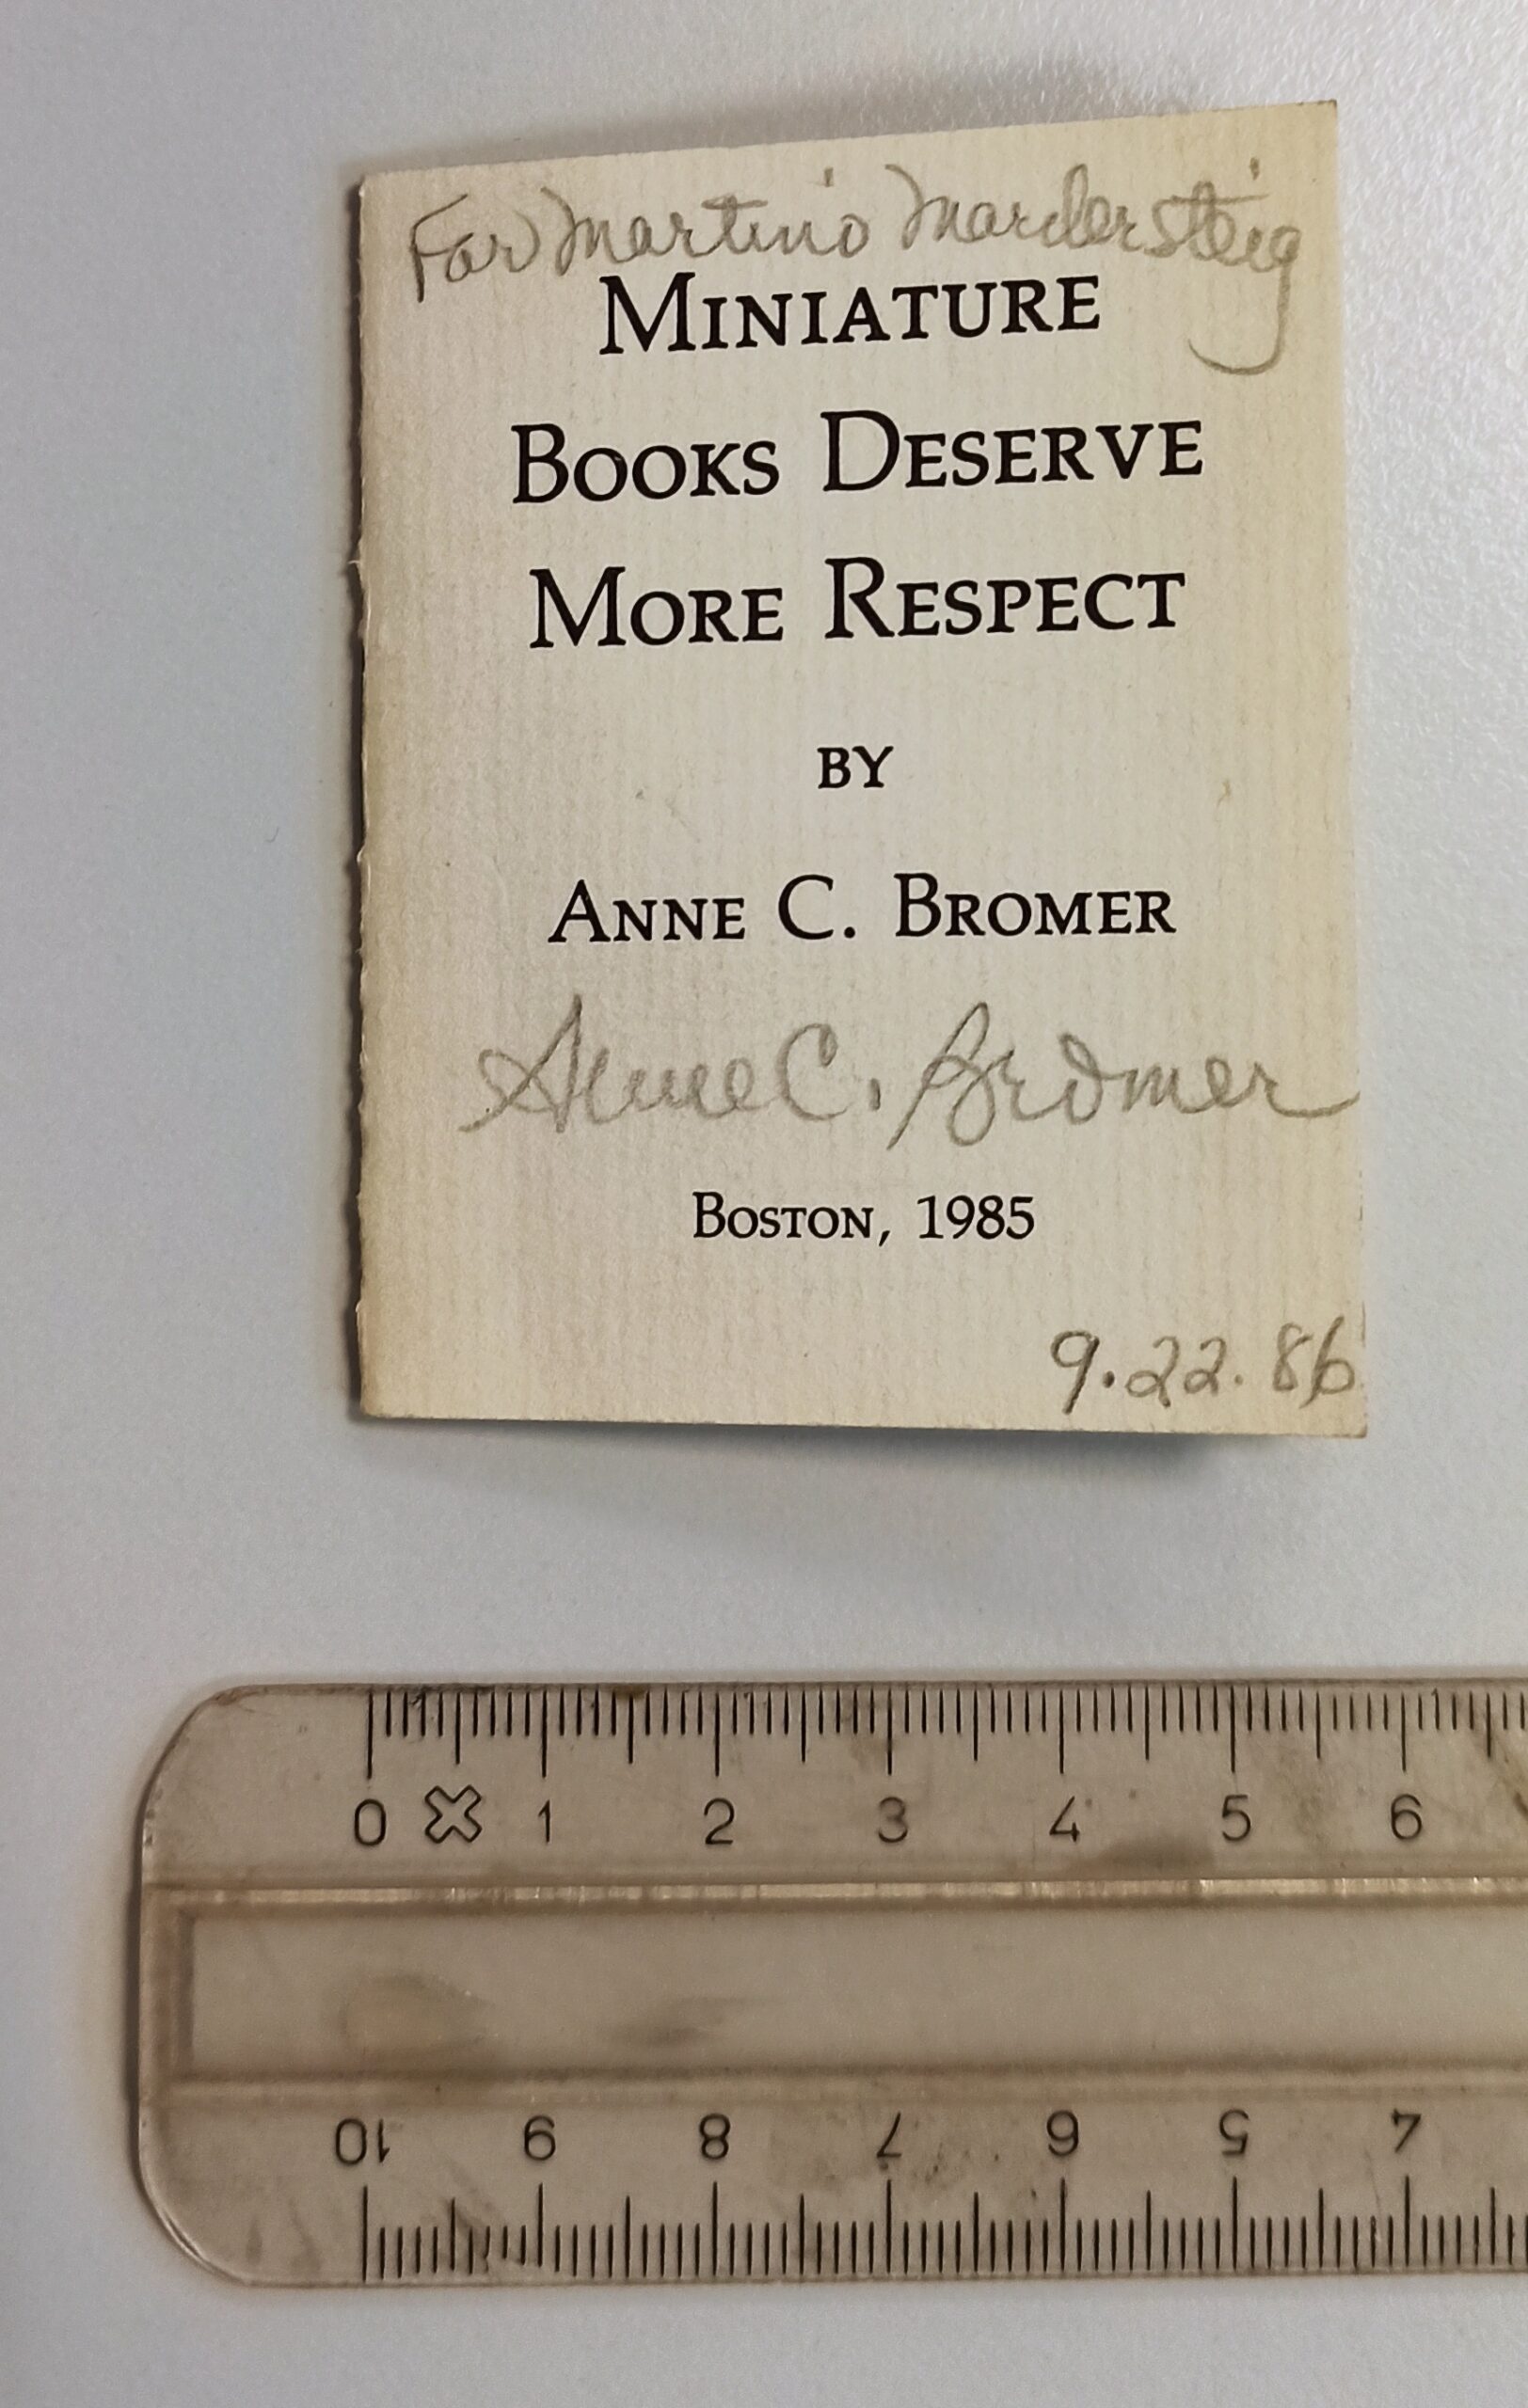 For Martino Mardersteig
MINIATURE
BOOKS DESERVE
MORE RESPECT
BY
ANNE C. BROMER
Anne C. Bromer
BOSTON, 1985
9.22.86
0 1 2 3 4 5 6
10 9 8 7 6 5 4